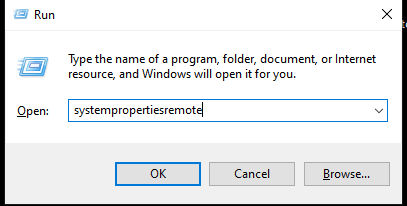 Run
Type the name of a program, folder, document, or Internet
resource, and Windows will open it for you.
Open: systempropertiesremote
OK Cancel Browse...